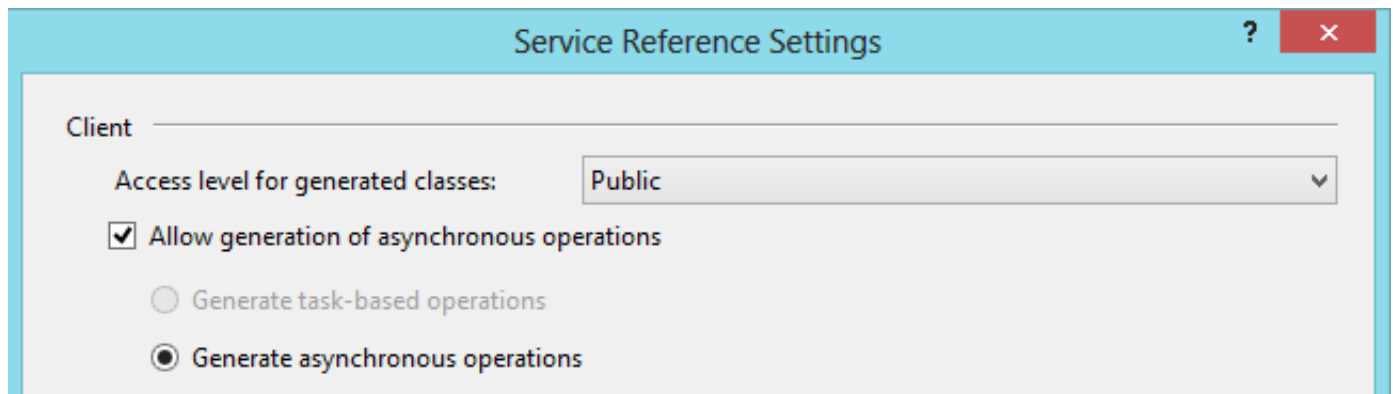 Service Reference Settings
?
Client
Access level for generated classes: Public
Allow generation of asynchronous operations
Generate task-based operations
Generate asynchronous operations